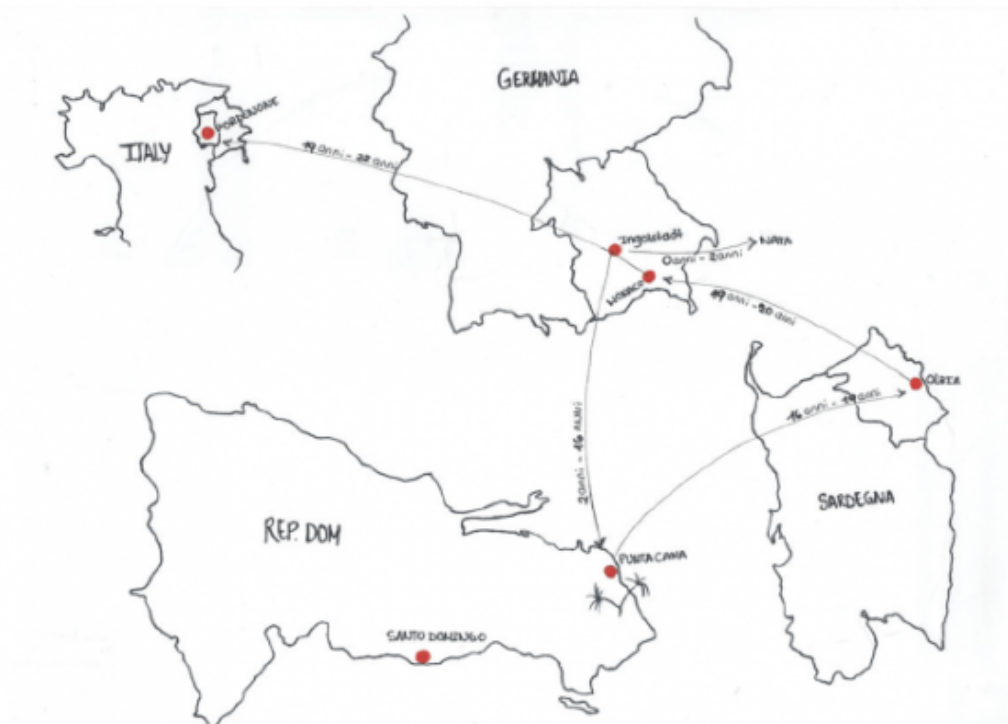 GERMANIA
PORDENONE
ITALY
19 anni - 22 anni
Ingolstadt
NATA
0anni - 2anni
MONACO
19 anni - 20 anni
OLBIA
16 anni - 19 anni
2anni - 16 anni
SARDEGNA
REP. DOM
PUNTA CANA
SANTO DOMINGO